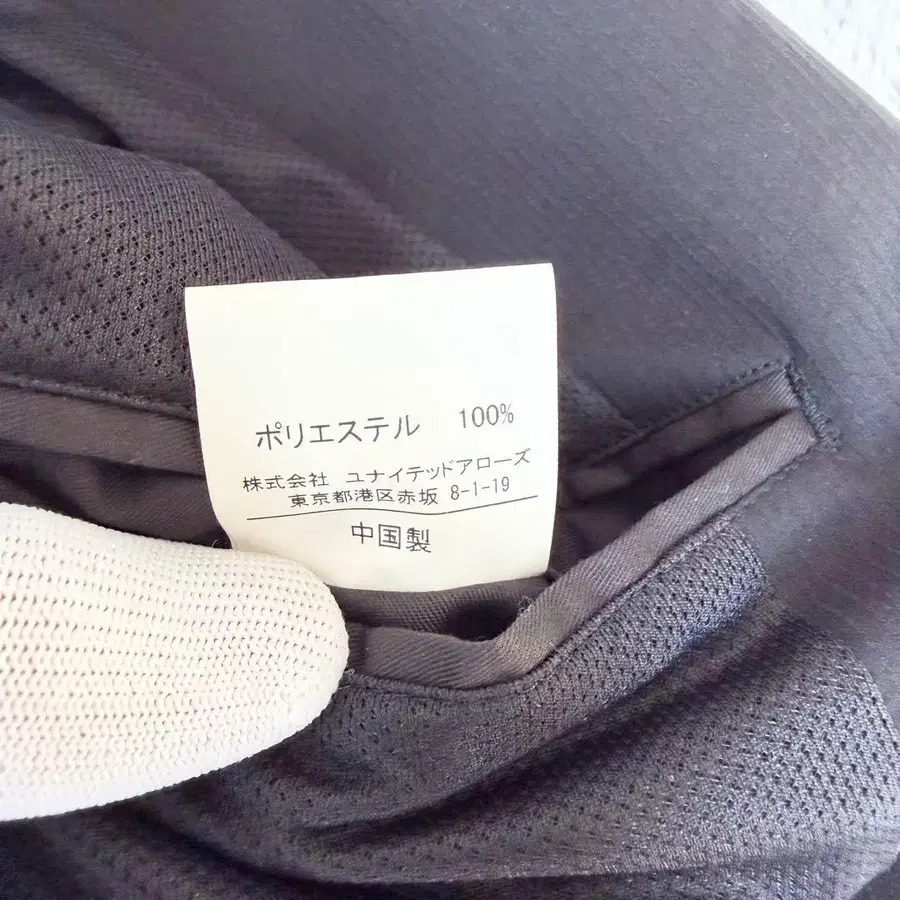 ポリエステル 100%
株式会社 ユナイテッドアローズ
東京都港区赤坂 8-1-19
中国製